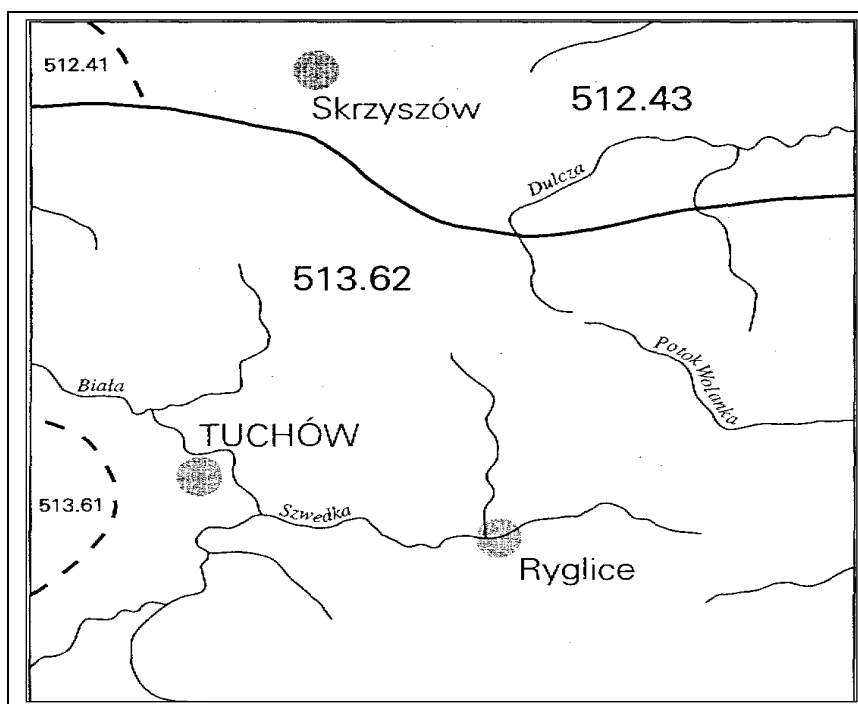 512.41
Skrzyszów
512.43
Dulcza
513.62
Potok Wolanka
Biała
TUCHÓW
513.61
Szwedka
Ryglice